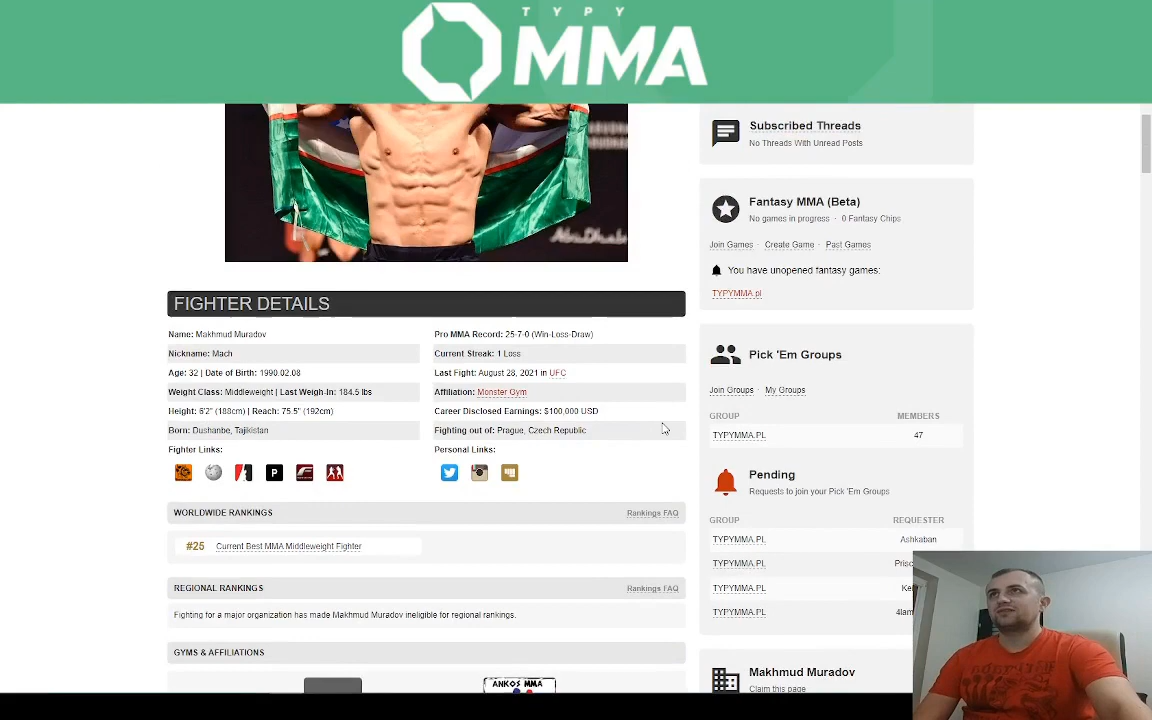 TYPY
MMA
Abu Dhabi
FIGHTER DETAILS
Name: Makhmud Muradov
Nickname: Mach
Age: 32 | Date of Birth: 1990.02.08
Weight Class: Middleweight | Last Weigh-In: 184.5 lbs
Height: 6'2" (188cm) | Reach: 75.5" (192cm)
Born: Dushanbe, Tajikistan
Fighter Links:
Pro MMA Record: 25-7-0 (Win-Loss-Draw)
Current Streak: 1 Loss
Last Fight: August 28, 2021 in UFC
Affiliation: Monster Gym
Career Disclosed Earnings: $100,000 USD
Fighting out of: Prague, Czech Republic
Personal Links:
WORLDWIDE RANKINGS
Rankings FAQ
#25 Current Best MMA Middleweight Fighter
REGIONAL RANKINGS
Rankings FAQ
Fighting for a major organization has made Makhmud Muradov ineligible for regional rankings.
GYMS & AFFILIATIONS
ANKOS MMA
Subscribed Threads
No Threads With Unread Posts
Fantasy MMA (Beta)
No games in progress · 0 Fantasy Chips
Join Games · Create Game · Past Games
You have unopened fantasy games:
TYPYMMA.pl
Pick 'Em Groups
Join Groups · My Groups
GROUP MEMBERS
TYPYMMA.PL 47
Pending
Requests to join your Pick 'Em Groups
GROUP REQUESTER
TYPYMMA.PL Ashkaban
TYPYMMA.PL
TYPYMMA.PL
TYPYMMA.PL
Makhmud Muradov
Claim this page